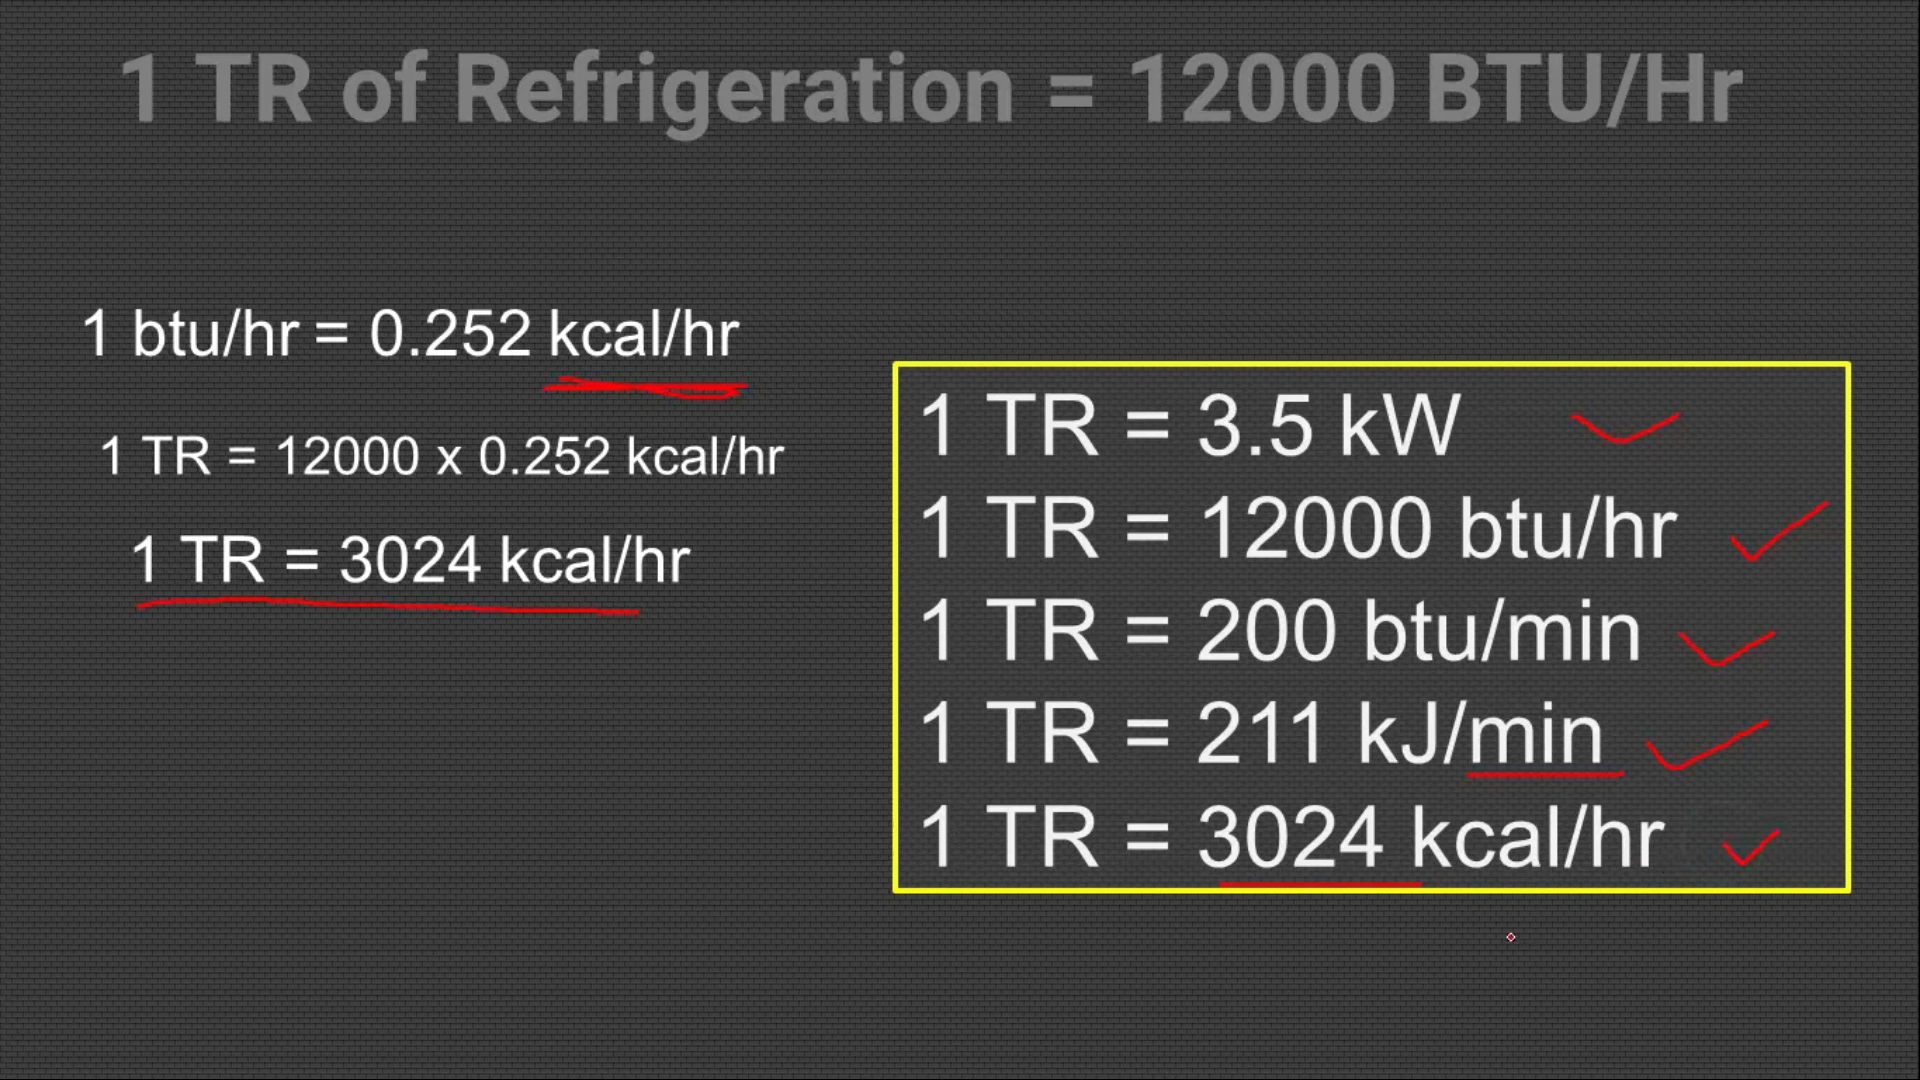 1 TR of Refrigeration = 12000 BTU/Hr
1 btu/hr = 0.252 kcal/hr
1 TR = 12000 x 0.252 kcal/hr
1 TR = 3024 kcal/hr
1 TR = 3.5 kW
1 TR = 12000 btu/hr
1 TR = 200 btu/min
1 TR = 211 kJ/min
1 TR = 3024 kcal/hr